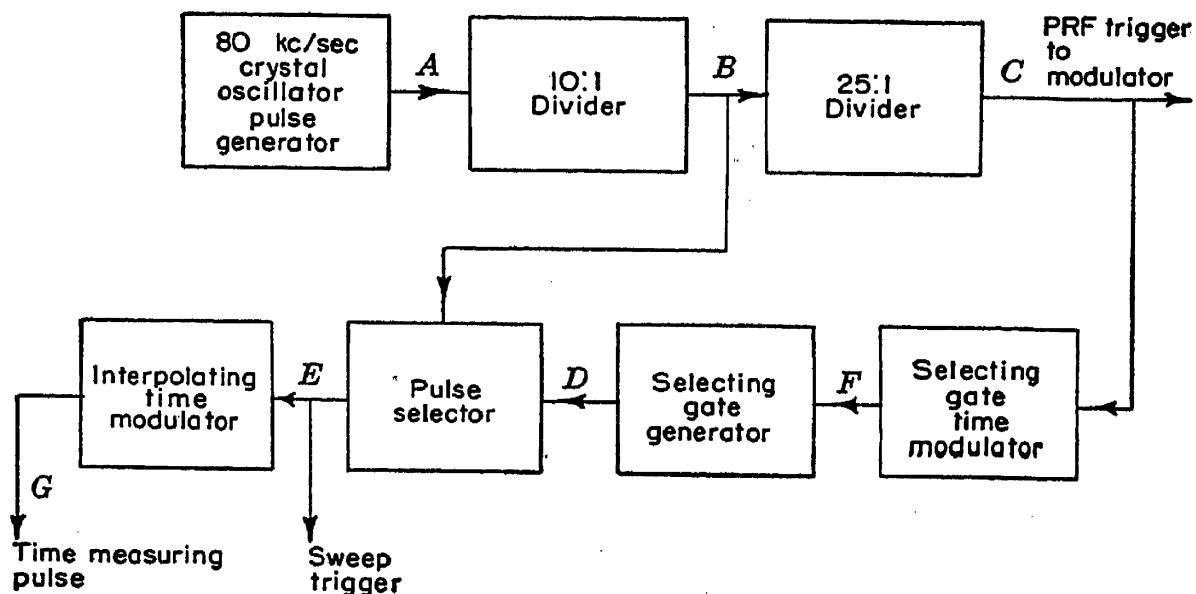 80 kc/sec
crystal
oscillator
pulse
generator
A
10:1
Divider
B
25:1
Divider
C
PRF trigger
to
modulator
Interpolating
time
modulator
E
Pulse
selector
D
Selecting
gate
generator
F
Selecting
gate
time
modulator
G
Time measuring
pulse
Sweep
trigger